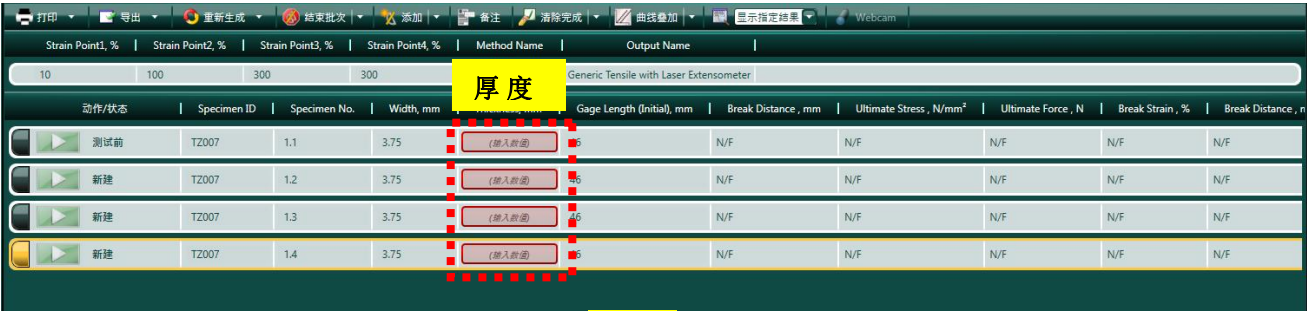 打印 导出 重新生成 结束批次 添加 备注 清除完成 曲线叠加 显示指定结果 Webcam
Strain Point1, % Strain Point2, % Strain Point3, % Strain Point4, % Method Name Output Name
10 100 300 300 Generic Tensile with Laser Extensometer
厚度
动作/状态 Specimen ID Specimen No. Width, mm Gage Length (Initial), mm Break Distance , mm Ultimate Stress , N/mm² Ultimate Force , N Break Strain , % Break Distance , n
测试前 TZ007 1.1 3.75 (输入数值) 46 N/F N/F N/F N/F N/F
新建 TZ007 1.2 3.75 (输入数值) 46 N/F N/F N/F N/F N/F
新建 TZ007 1.3 3.75 (输入数值) 46 N/F N/F N/F N/F N/F
新建 TZ007 1.4 3.75 (输入数值) 46 N/F N/F N/F N/F N/F